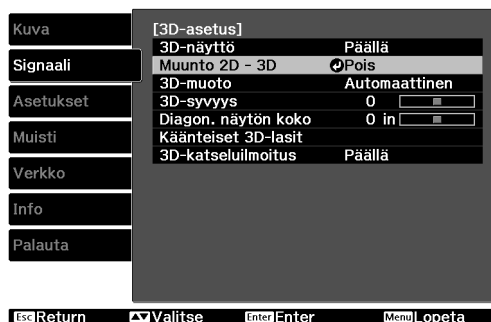 Kuva
Signaali
Asetukset
Muisti
Verkko
Info
Palauta
[3D-asetus]
3D-näyttö Päällä
Muunto 2D - 3D Pois
3D-muoto Automaattinen
3D-syvyys 0
Diagon. näytön koko 0 in
Käänteiset 3D-lasit
3D-katseluilmoitus Päällä
Esc Return Valitse Enter Enter Menu Lopeta